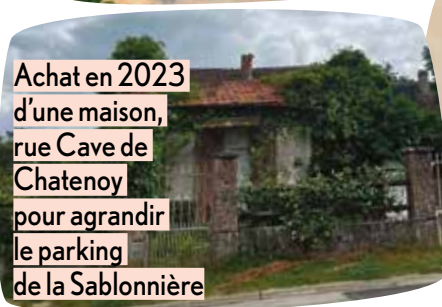 Achat en 2023
d'une maison,
rue Cave de
Chatenoy
pour agrandir
le parking
de la Sablonnière